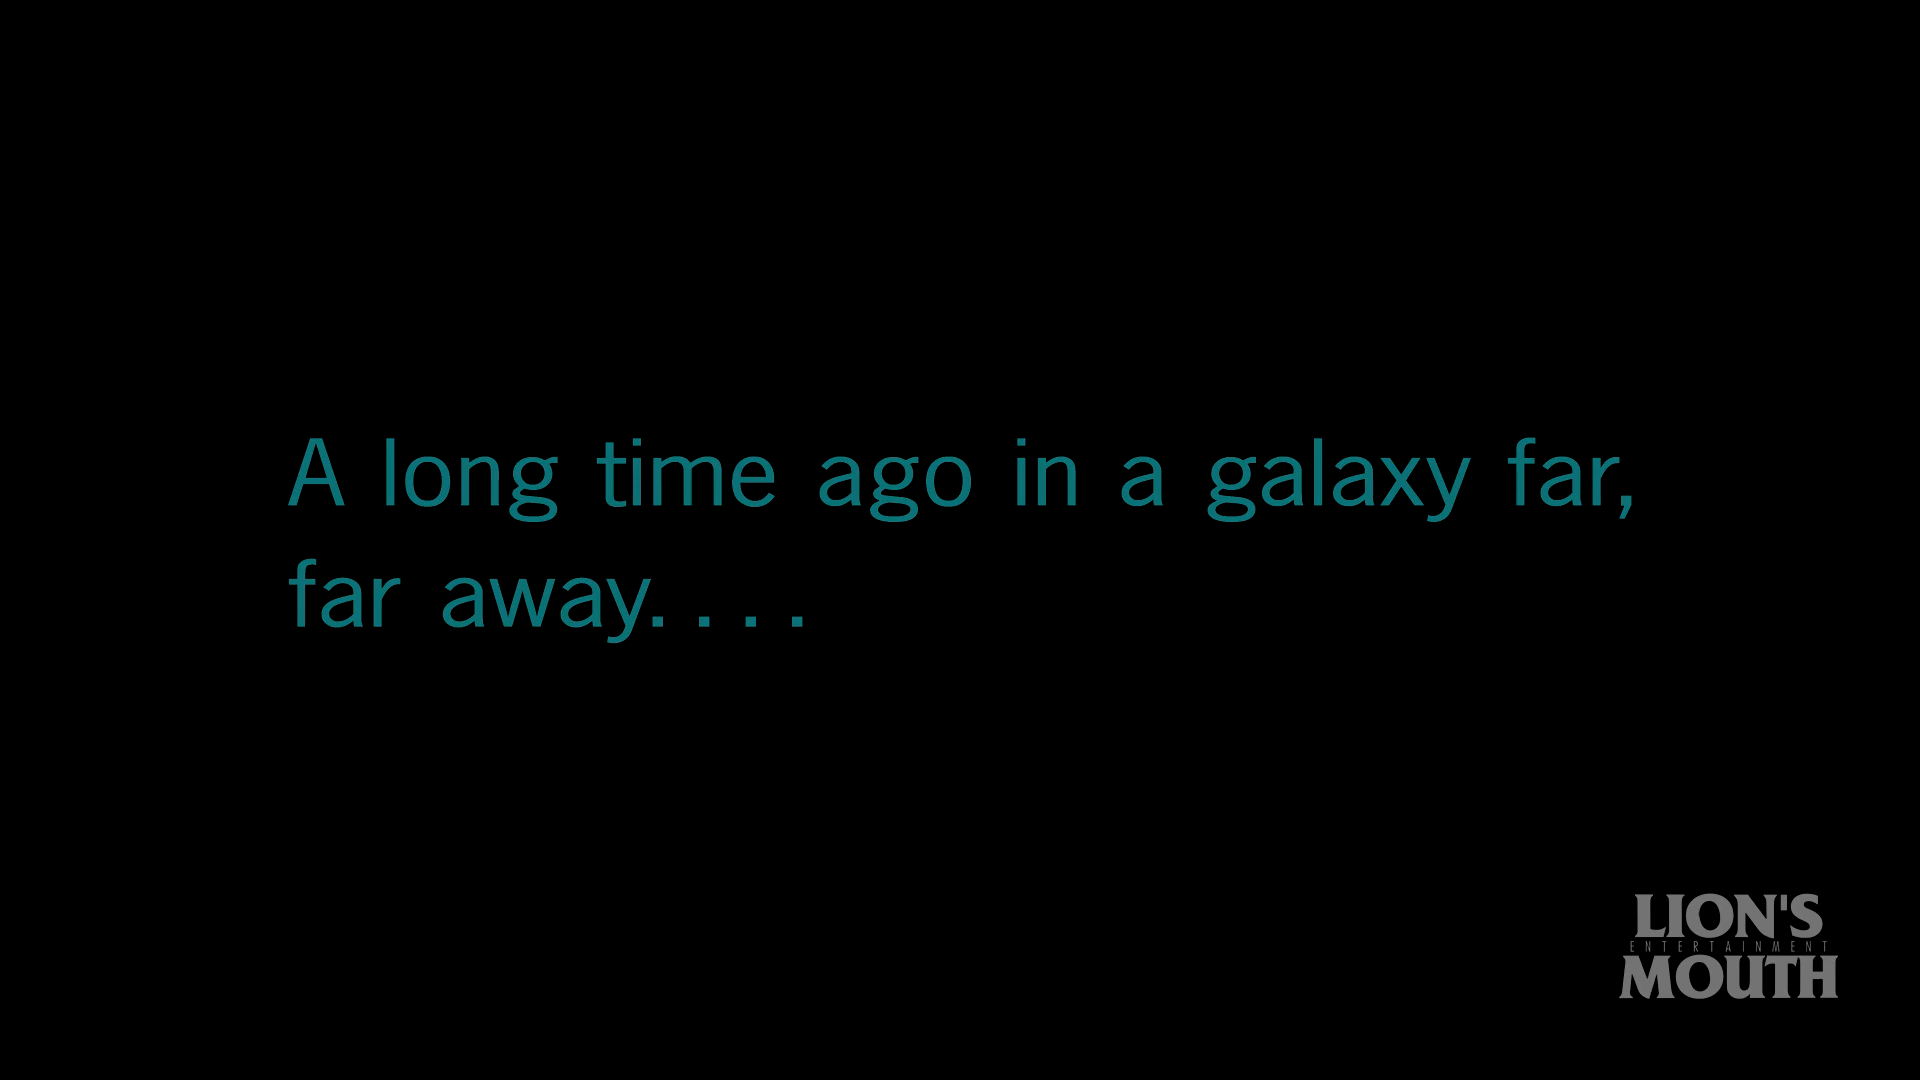 A long time ago in a galaxy far,
far away. . . .
LION'S
ENTERTAINMENT
MOUTH